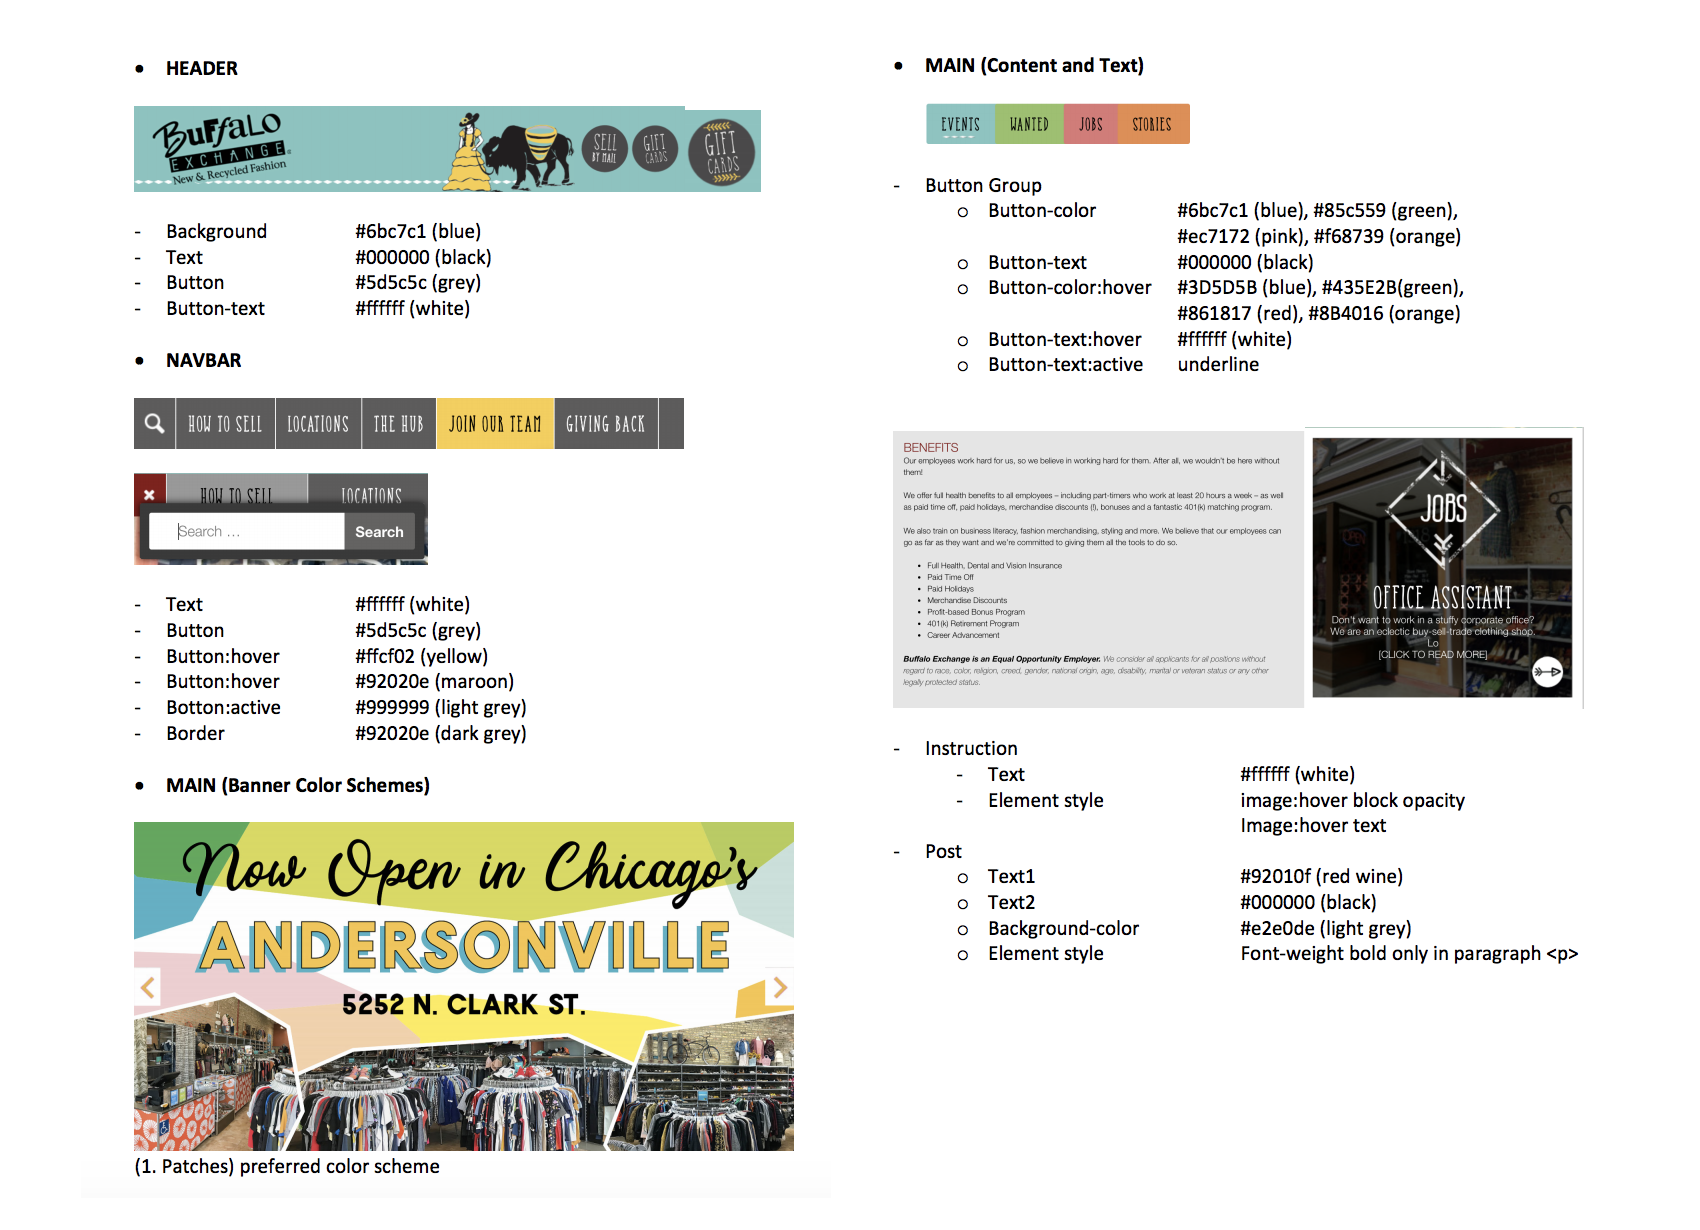 • HEADER
BUFFALO
EXCHANGE®
New & Recycled Fashion
SELL
BY MAIL
GIFT
CARDS
GIFT
CARDS
- Background #6bc7c1 (blue)
- Text #000000 (black)
- Button #5d5c5c (grey)
- Button-text #ffffff (white)
• NAVBAR
HOW TO SELL LOCATIONS THE HUB JOIN OUR TEAM GIVING BACK
HOW TO SELL LOCATIONS
Search ... Search
- Text #ffffff (white)
- Button #5d5c5c (grey)
- Button:hover #ffcf02 (yellow)
- Button:hover #92020e (maroon)
- Botton:active #999999 (light grey)
- Border #92020e (dark grey)
• MAIN (Banner Color Schemes)
Now Open in Chicago's
ANDERSONVILLE
5252 N. CLARK ST.
(1. Patches) preferred color scheme
• MAIN (Content and Text)
EVENTS WANTED JOBS STORIES
- Button Group
o Button-color #6bc7c1 (blue), #85c559 (green),
#ec7172 (pink), #f68739 (orange)
o Button-text #000000 (black)
o Button-color:hover #3D5D5B (blue), #435E2B(green),
#861817 (red), #8B4016 (orange)
o Button-text:hover #ffffff (white)
o Button-text:active underline
BENEFITS
Our employees work hard for us, so we believe in working hard for them. After all, we wouldn't be here without
them!
We offer full health benefits to all employees – including part-timers who work at least 20 hours a week – as well
as paid time off, paid holidays, merchandise discounts (!), bonuses and a fantastic 401(k) matching program.
We also train on business literacy, fashion merchandising, styling and more. We believe that our employees can
go as far as they want and we're committed to giving them all the tools to do so.
• Full Health, Dental and Vision Insurance
• Paid Time Off
• Paid Holidays
• Merchandise Discounts
• Profit-based Bonus Program
• 401(k) Retirement Program
• Career Advancement
Buffalo Exchange is an Equal Opportunity Employer. We consider all applicants for all positions without
regard to race, color, religion, creed, gender, national origin, age, disability, marital or veteran status or any other
legally protected status.
JOBS
OFFICE ASSISTANT
Don't want to work in a stuffy corporate office?
We are an eclectic buy-sell-trade clothing shop.
Lo
[CLICK TO READ MORE]
- Instruction
- Text #ffffff (white)
- Element style image:hover block opacity
Image:hover text
- Post
o Text1 #92010f (red wine)
o Text2 #000000 (black)
o Background-color #e2e0de (light grey)
o Element style Font-weight bold only in paragraph <p>